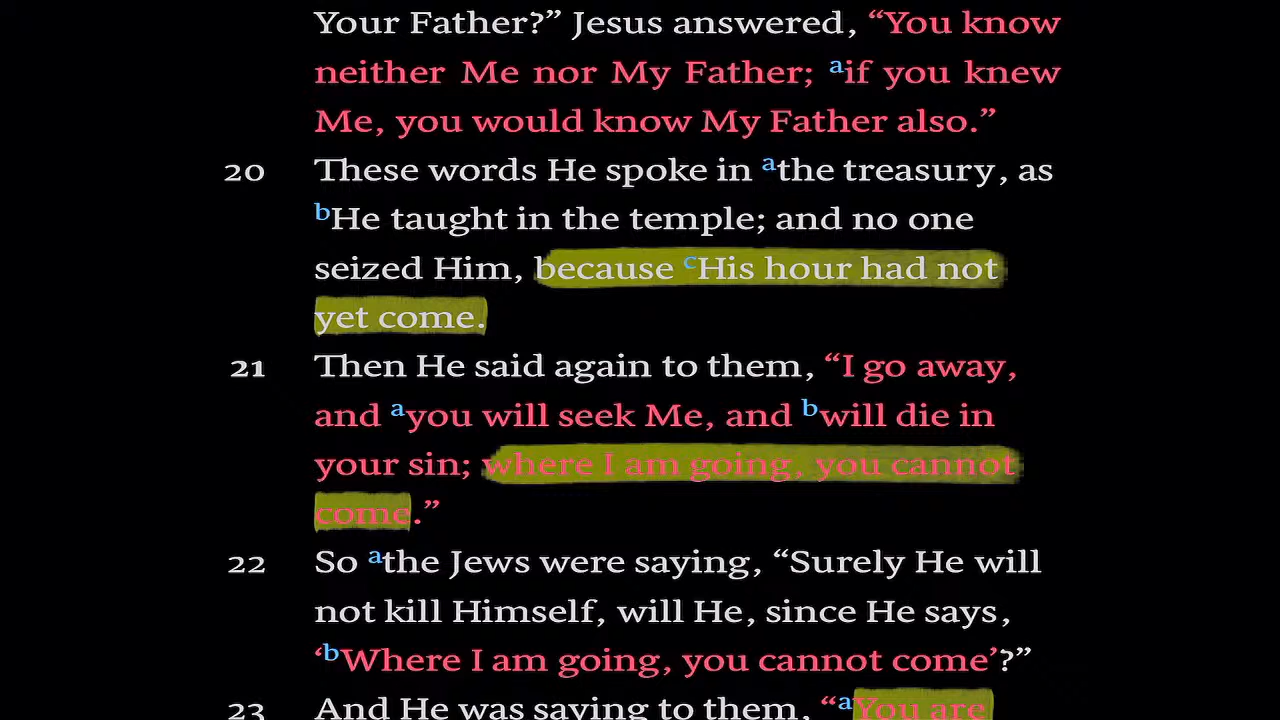 Your Father?” Jesus answered, “You know
neither Me nor My Father; aif you knew
Me, you would know My Father also.”
20 These words He spoke in athe treasury, as
bHe taught in the temple; and no one
seized Him, because cHis hour had not
yet come.
21 Then He said again to them, “I go away,
and ayou will seek Me, and bwill die in
your sin; where I am going, you cannot
come.”
22 So athe Jews were saying, “Surely He will
not kill Himself, will He, since He says,
‘bWhere I am going, you cannot come’?”
23 And He was saying to them, “aYou are